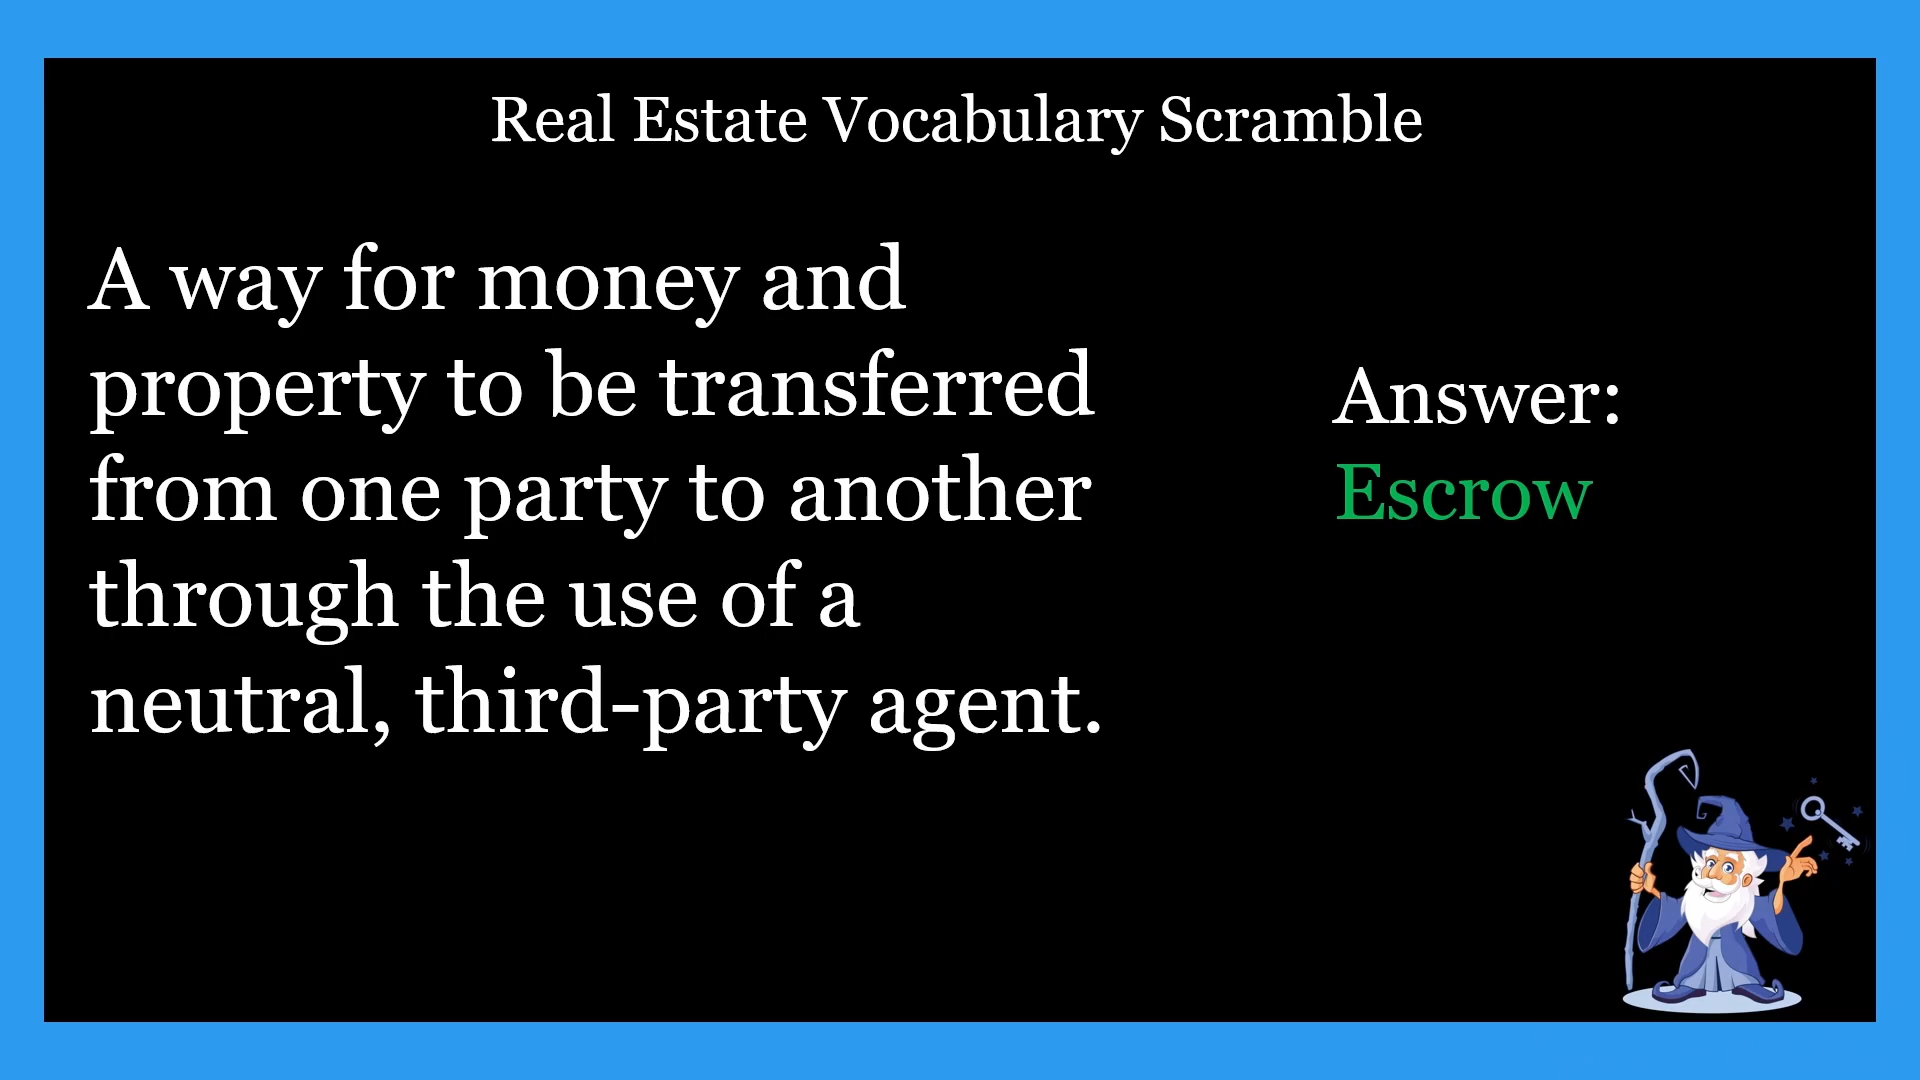 Real Estate Vocabulary Scramble
A way for money and
property to be transferred
from one party to another
through the use of a
neutral, third-party agent.
Answer:
Escrow